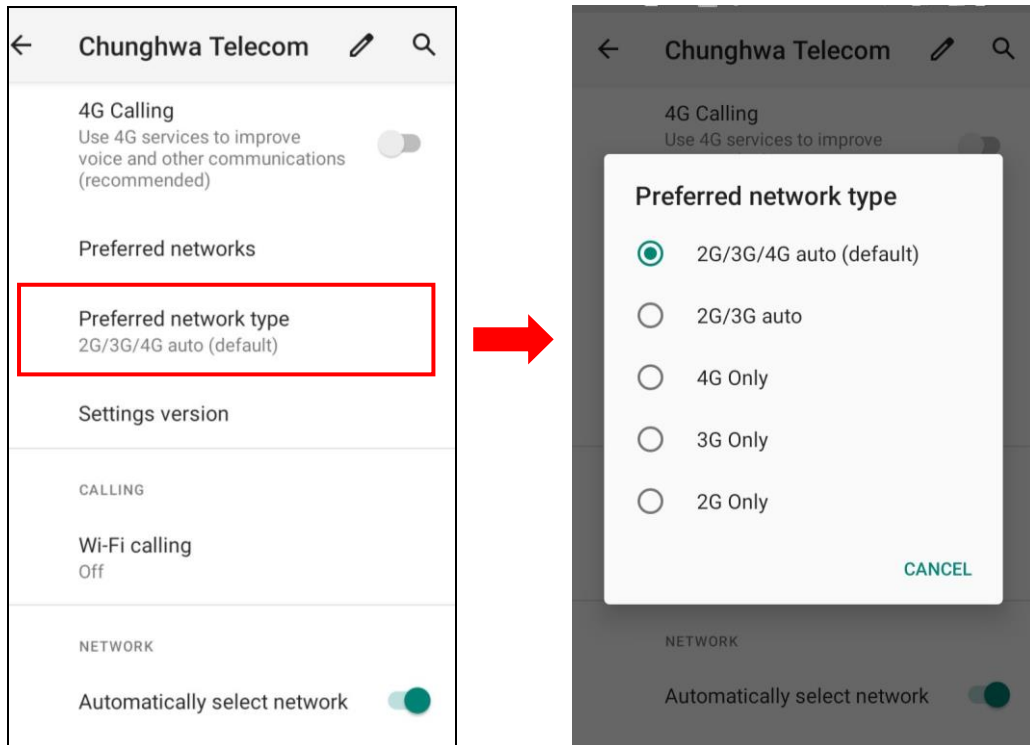 Chunghwa Telecom
4G Calling
Use 4G services to improve
voice and other communications
(recommended)
Preferred networks
Preferred network type
2G/3G/4G auto (default)
Settings version
CALLING
Wi-Fi calling
Off
NETWORK
Automatically select network
Chunghwa Telecom
4G Calling
Use 4G services to improve
Preferred network type
2G/3G/4G auto (default)
2G/3G auto
4G Only
3G Only
2G Only
CANCEL
NETWORK
Automatically select network